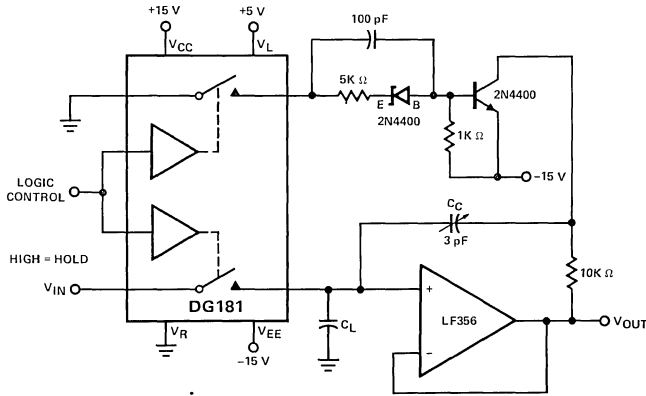 +15 V
+5 V
VCC
VL
100 pF
5K Ω
E
B
2N4400
2N4400
1K Ω
−15 V
LOGIC
CONTROL
CC
3 pF
HIGH = HOLD
10K Ω
VIN
DG181
+
LF356
−
VOUT
CL
VR
VEE
−15 V